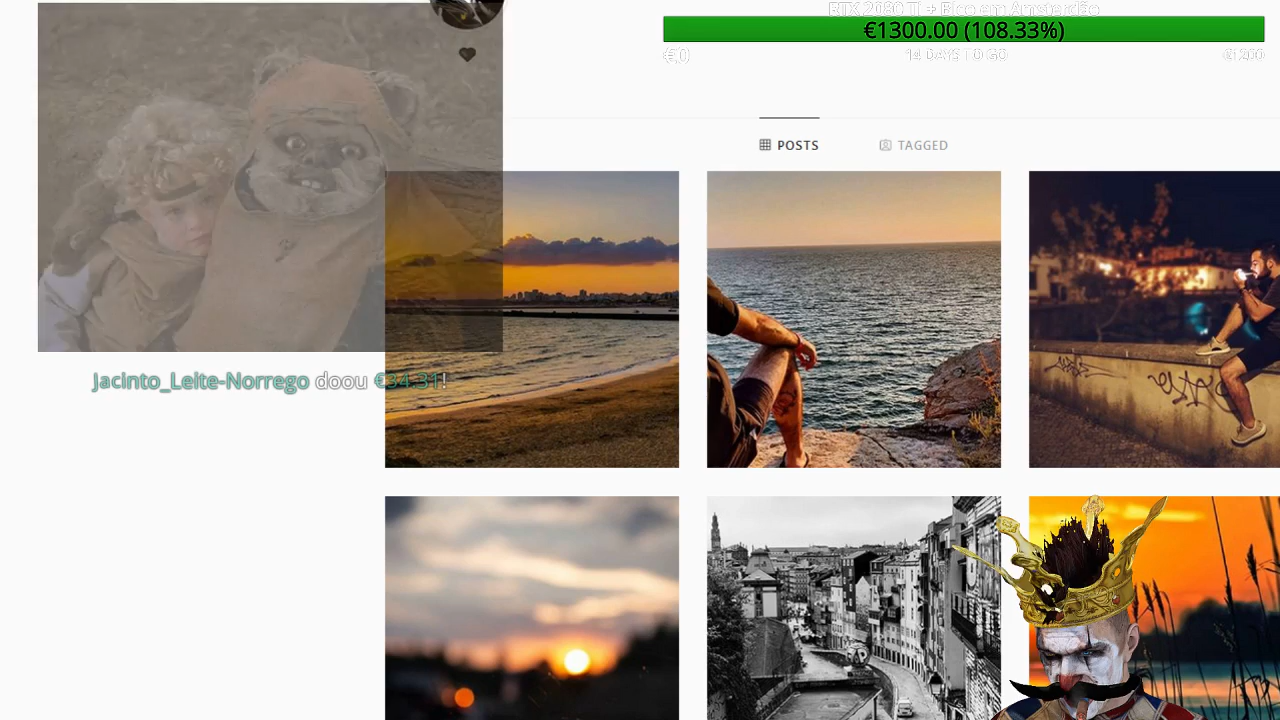 RTX 2080 TI + Bico em Amsterdão
€1300.00 (108.33%)
€0
14 DAYS TO GO
€1200
POSTS
TAGGED
Jacinto_Leite-Norrego doou €34.31!